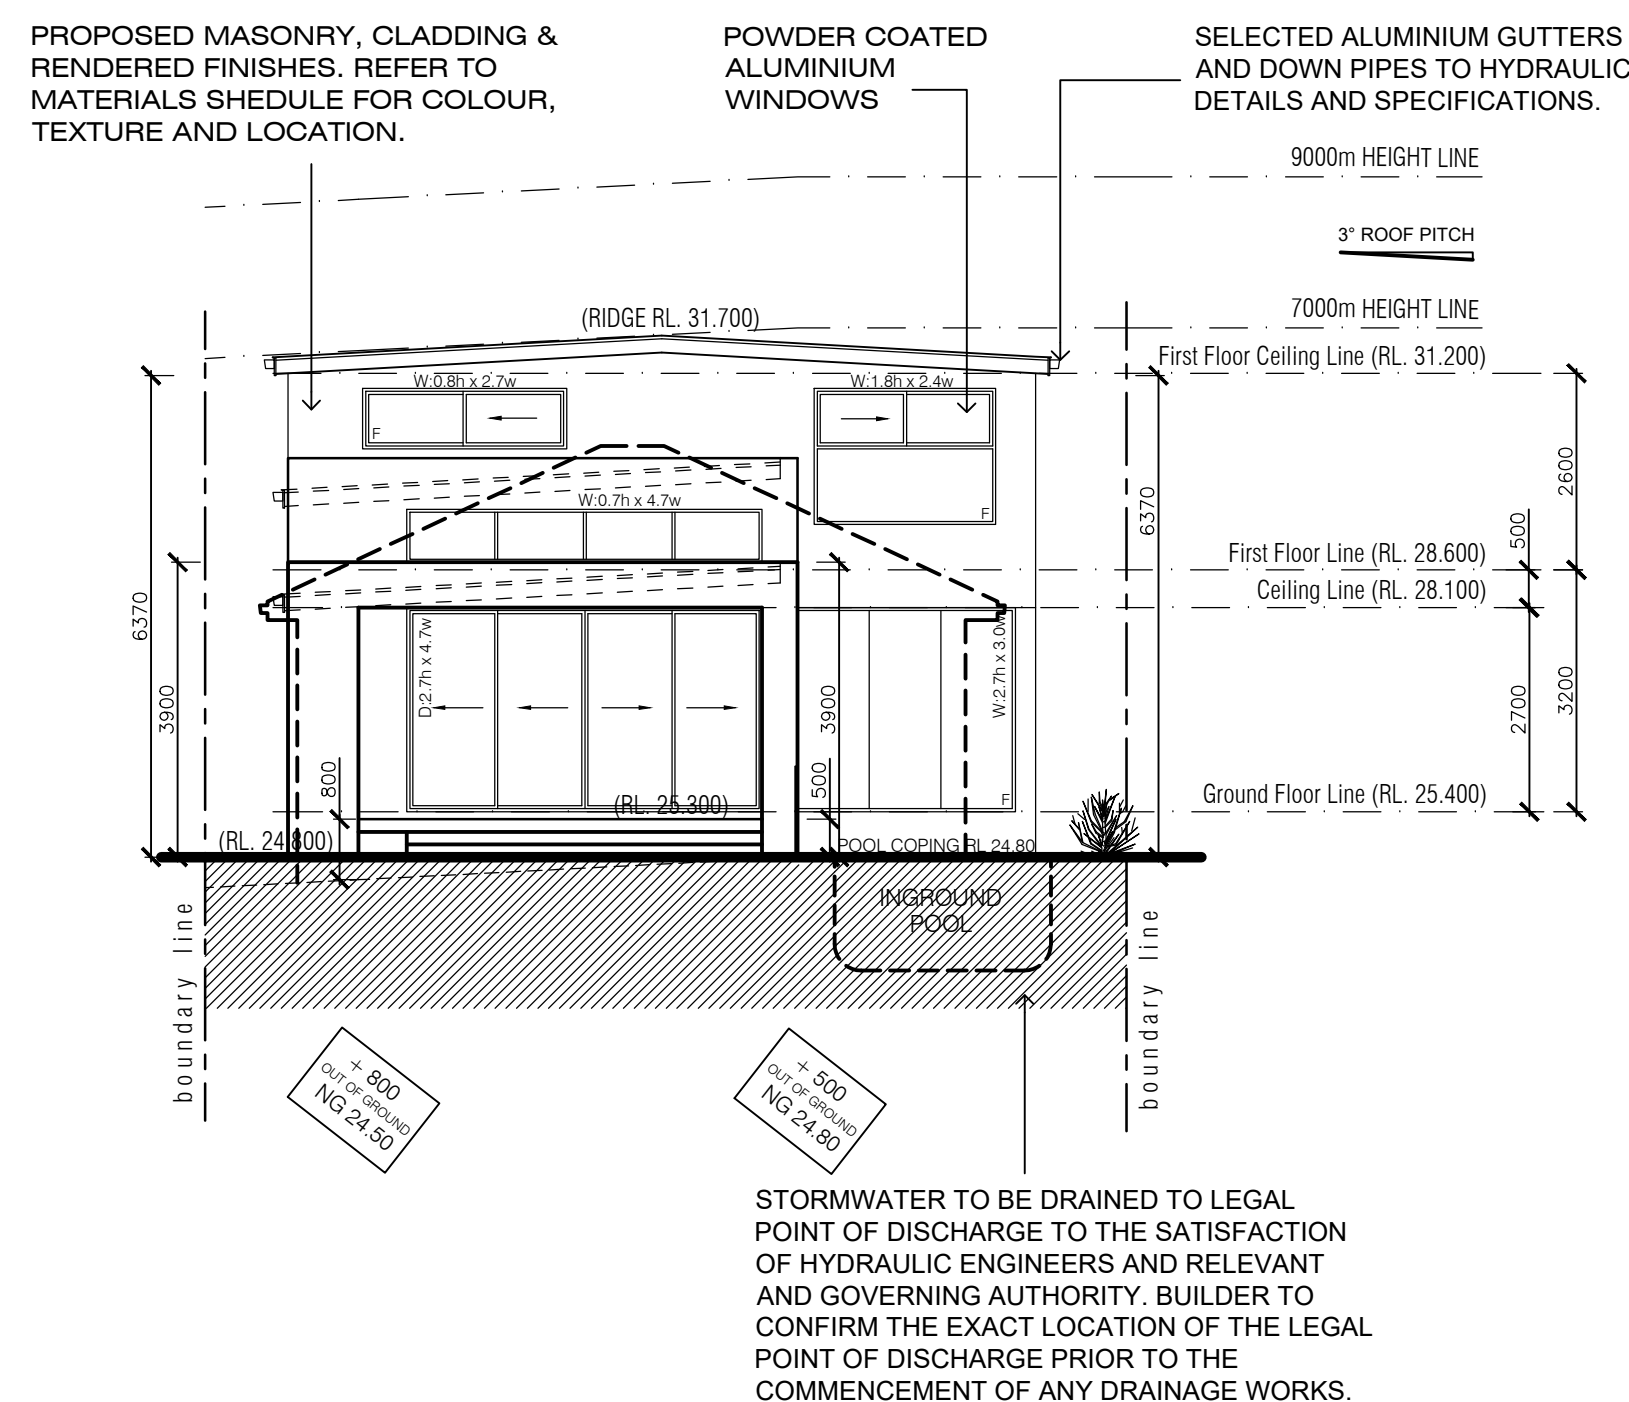 PROPOSED MASONRY, CLADDING &
RENDERED FINISHES. REFER TO
MATERIALS SHEDULE FOR COLOUR,
TEXTURE AND LOCATION.
POWDER COATED
ALUMINIUM
WINDOWS
SELECTED ALUMINIUM GUTTERS
AND DOWN PIPES TO HYDRAULIC
DETAILS AND SPECIFICATIONS.
9000m HEIGHT LINE
3° ROOF PITCH
7000m HEIGHT LINE
(RIDGE RL. 31.700)
First Floor Ceiling Line (RL. 31.200)
W:0.8h x 2.7w
W:1.8h x 2.4w
F
W:0.7h x 4.7w
F
2600
6370
500
First Floor Line (RL. 28.600)
Ceiling Line (RL. 28.100)
6370
3900
D:2.7h x 4.7w
3900
W:2.7h x 3.0w
2700
3200
800
500
(RL. 25.300)
F
Ground Floor Line (RL. 25.400)
(RL. 24.800)
POOL COPING RL 24.80
INGROUND
POOL
boundary line
boundary line
+ 800
OUT OF GROUND
NG 24.50
+ 500
OUT OF GROUND
NG 24.80
STORMWATER TO BE DRAINED TO LEGAL
POINT OF DISCHARGE TO THE SATISFACTION
OF HYDRAULIC ENGINEERS AND RELEVANT
AND GOVERNING AUTHORITY. BUILDER TO
CONFIRM THE EXACT LOCATION OF THE LEGAL
POINT OF DISCHARGE PRIOR TO THE
COMMENCEMENT OF ANY DRAINAGE WORKS.